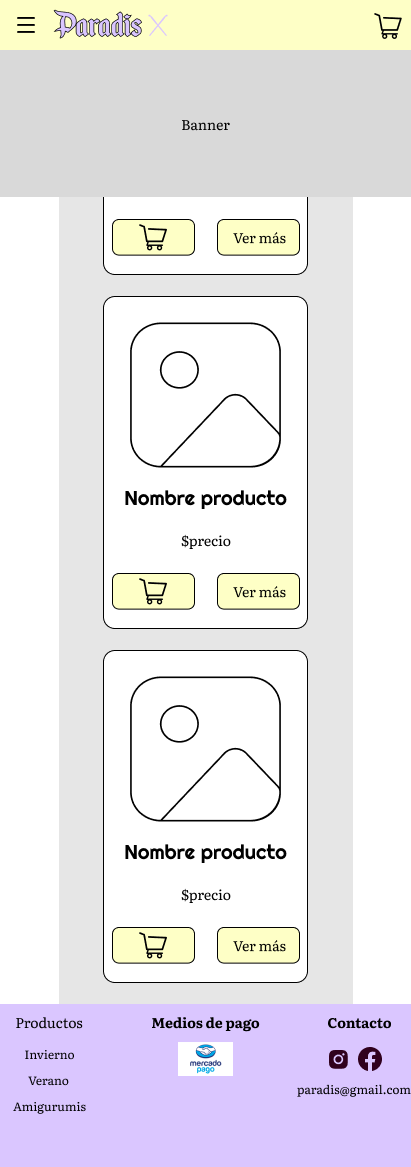 Paradis X
Banner
Ver más
Nombre producto
$precio
Ver más
Nombre producto
$precio
Ver más
Productos
Invierno
Verano
Amigurumis
Medios de pago
mercado
pago
Contacto
paradis@gmail.com